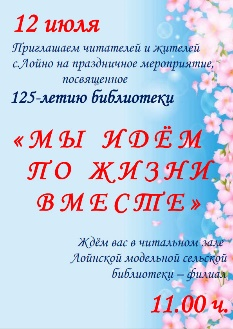 12 июля
Приглашаем читателей и жителей
с.Лойно на праздничное мероприятие,
посвященное
125-летию библиотеки
«МЫ ИДЁМ
ПО ЖИЗНИ
ВМЕСТЕ»
Ждём вас в читальном зале
Лойнской модельной сельской
библиотеки – филиал
11.00 ч.